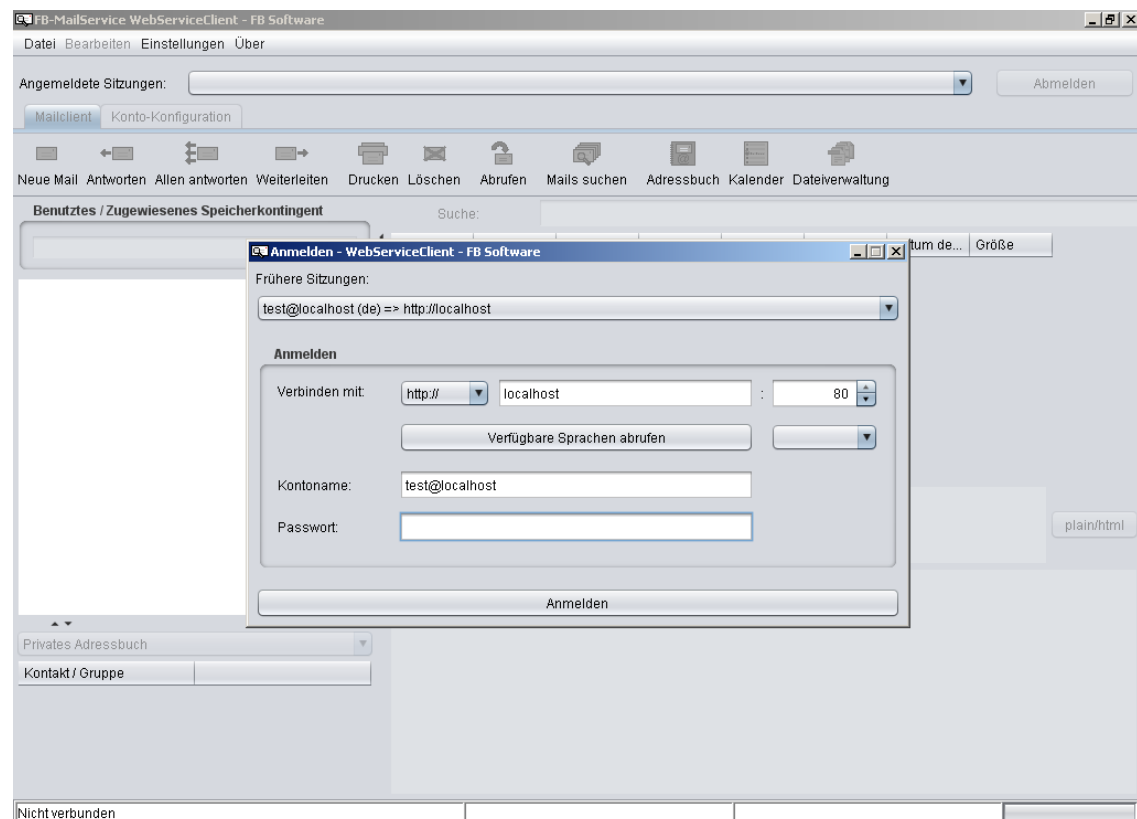 FB-MailService WebServiceClient - FB Software
Datei Bearbeiten Einstellungen Über
Angemeldete Sitzungen: Abmelden
Mailclient Konto-Konfiguration
Neue Mail Antworten Allen antworten Weiterleiten Drucken Löschen Abrufen Mails suchen Adressbuch Kalender Dateiverwaltung
Benutztes / Zugewiesenes Speicherkontingent Suche:
tum de... Größe
Anmelden - WebServiceClient - FB Software
Frühere Sitzungen:
test@localhost (de) => http://localhost
Anmelden
Verbinden mit: http:// localhost : 80
Verfügbare Sprachen abrufen
Kontoname: test@localhost
Passwort:
plain/html
Anmelden
Privates Adressbuch
Kontakt / Gruppe
Nicht verbunden